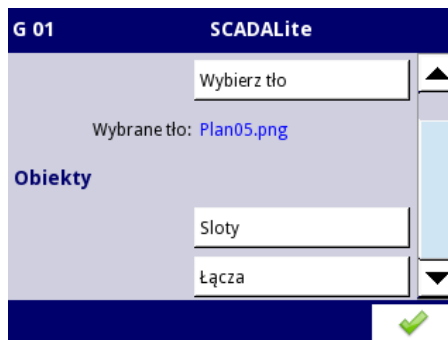 G 01 SCADALite
Wybierz tło
Wybrane tło: Plan05.png
Obiekty
Sloty
Łącza